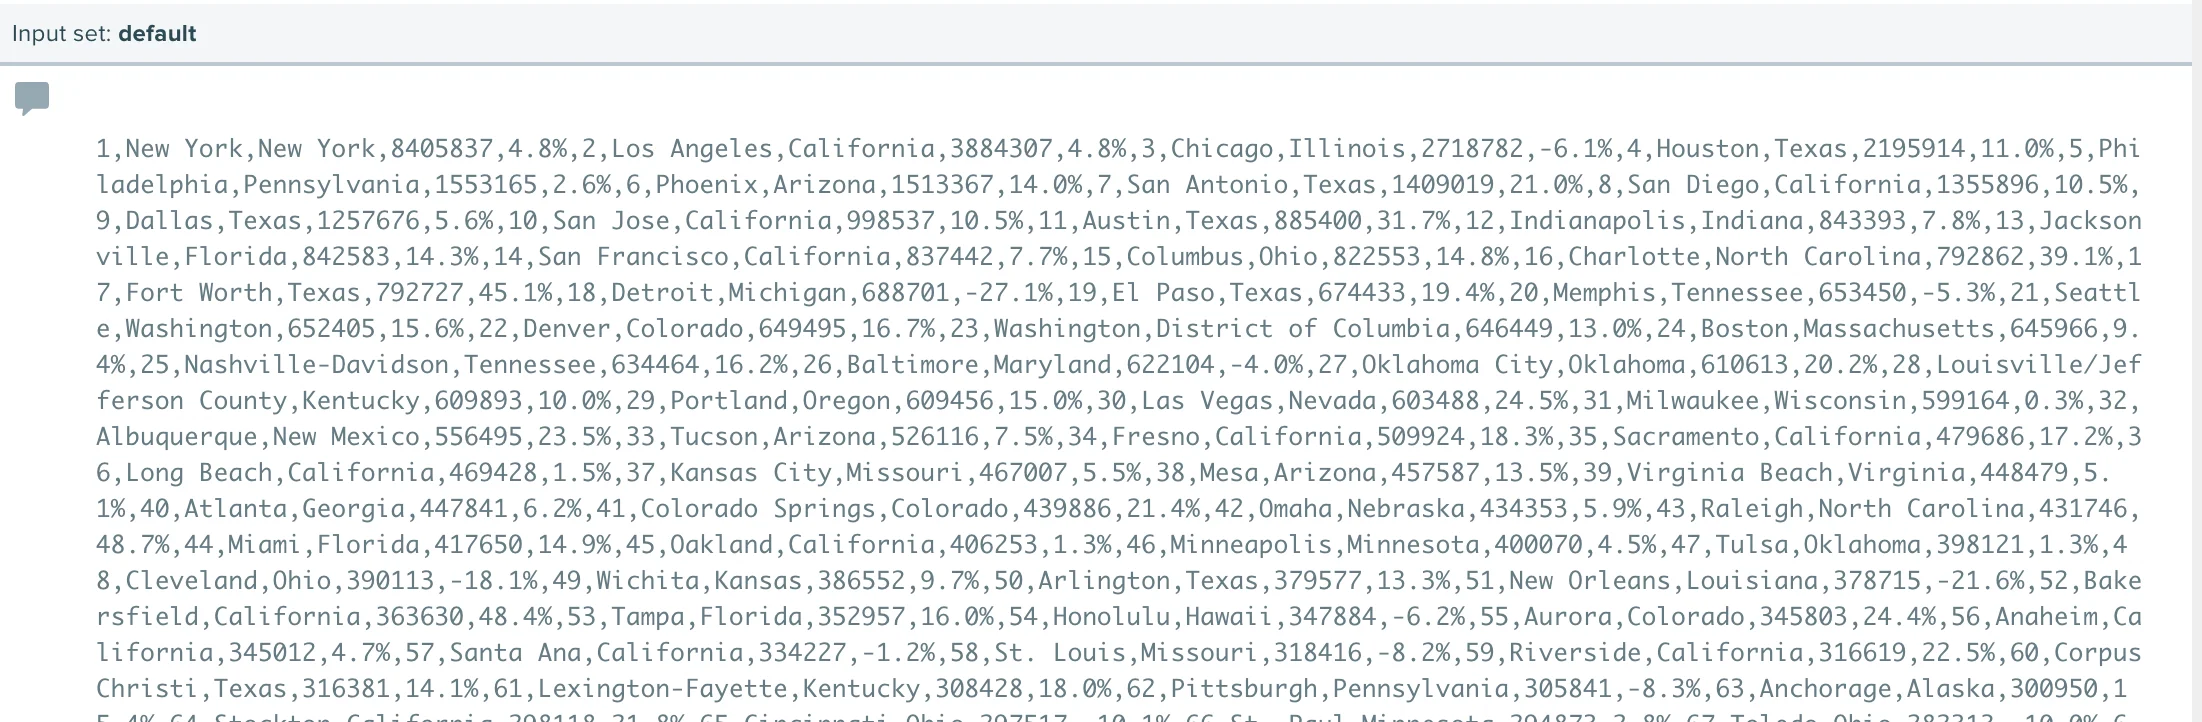 Input set: default
1,New York,New York,8405837,4.8%,2,Los Angeles,California,3884307,4.8%,3,Chicago,Illinois,2718782,-6.1%,4,Houston,Texas,2195914,11.0%,5,Phi
ladelphia,Pennsylvania,1553165,2.6%,6,Phoenix,Arizona,1513367,14.0%,7,San Antonio,Texas,1409019,21.0%,8,San Diego,California,1355896,10.5%,
9,Dallas,Texas,1257676,5.6%,10,San Jose,California,998537,10.5%,11,Austin,Texas,885400,31.7%,12,Indianapolis,Indiana,843393,7.8%,13,Jackson
ville,Florida,842583,14.3%,14,San Francisco,California,837442,7.7%,15,Columbus,Ohio,822553,14.8%,16,Charlotte,North Carolina,792862,39.1%,1
7,Fort Worth,Texas,792727,45.1%,18,Detroit,Michigan,688701,-27.1%,19,El Paso,Texas,674433,19.4%,20,Memphis,Tennessee,653450,-5.3%,21,Seattl
e,Washington,652405,15.6%,22,Denver,Colorado,649495,16.7%,23,Washington,District of Columbia,646449,13.0%,24,Boston,Massachusetts,645966,9.
4%,25,Nashville-Davidson,Tennessee,634464,16.2%,26,Baltimore,Maryland,622104,-4.0%,27,Oklahoma City,Oklahoma,610613,20.2%,28,Louisville/Jef
ferson County,Kentucky,609893,10.0%,29,Portland,Oregon,609456,15.0%,30,Las Vegas,Nevada,603488,24.5%,31,Milwaukee,Wisconsin,599164,0.3%,32,
Albuquerque,New Mexico,556495,23.5%,33,Tucson,Arizona,526116,7.5%,34,Fresno,California,509924,18.3%,35,Sacramento,California,479686,17.2%,3
6,Long Beach,California,469428,1.5%,37,Kansas City,Missouri,467007,5.5%,38,Mesa,Arizona,457587,13.5%,39,Virginia Beach,Virginia,448479,5.
1%,40,Atlanta,Georgia,447841,6.2%,41,Colorado Springs,Colorado,439886,21.4%,42,Omaha,Nebraska,434353,5.9%,43,Raleigh,North Carolina,431746,
48.7%,44,Miami,Florida,417650,14.9%,45,Oakland,California,406253,1.3%,46,Minneapolis,Minnesota,400070,4.5%,47,Tulsa,Oklahoma,398121,1.3%,4
8,Cleveland,Ohio,390113,-18.1%,49,Wichita,Kansas,386552,9.7%,50,Arlington,Texas,379577,13.3%,51,New Orleans,Louisiana,378715,-21.6%,52,Bake
rsfield,California,363630,48.4%,53,Tampa,Florida,352957,16.0%,54,Honolulu,Hawaii,347884,-6.2%,55,Aurora,Colorado,345803,24.4%,56,Anaheim,Ca
lifornia,345012,4.7%,57,Santa Ana,California,334227,-1.2%,58,St. Louis,Missouri,318416,-8.2%,59,Riverside,California,316619,22.5%,60,Corpus
Christi,Texas,316381,14.1%,61,Lexington-Fayette,Kentucky,308428,18.0%,62,Pittsburgh,Pennsylvania,305841,-8.3%,63,Anchorage,Alaska,300950,1